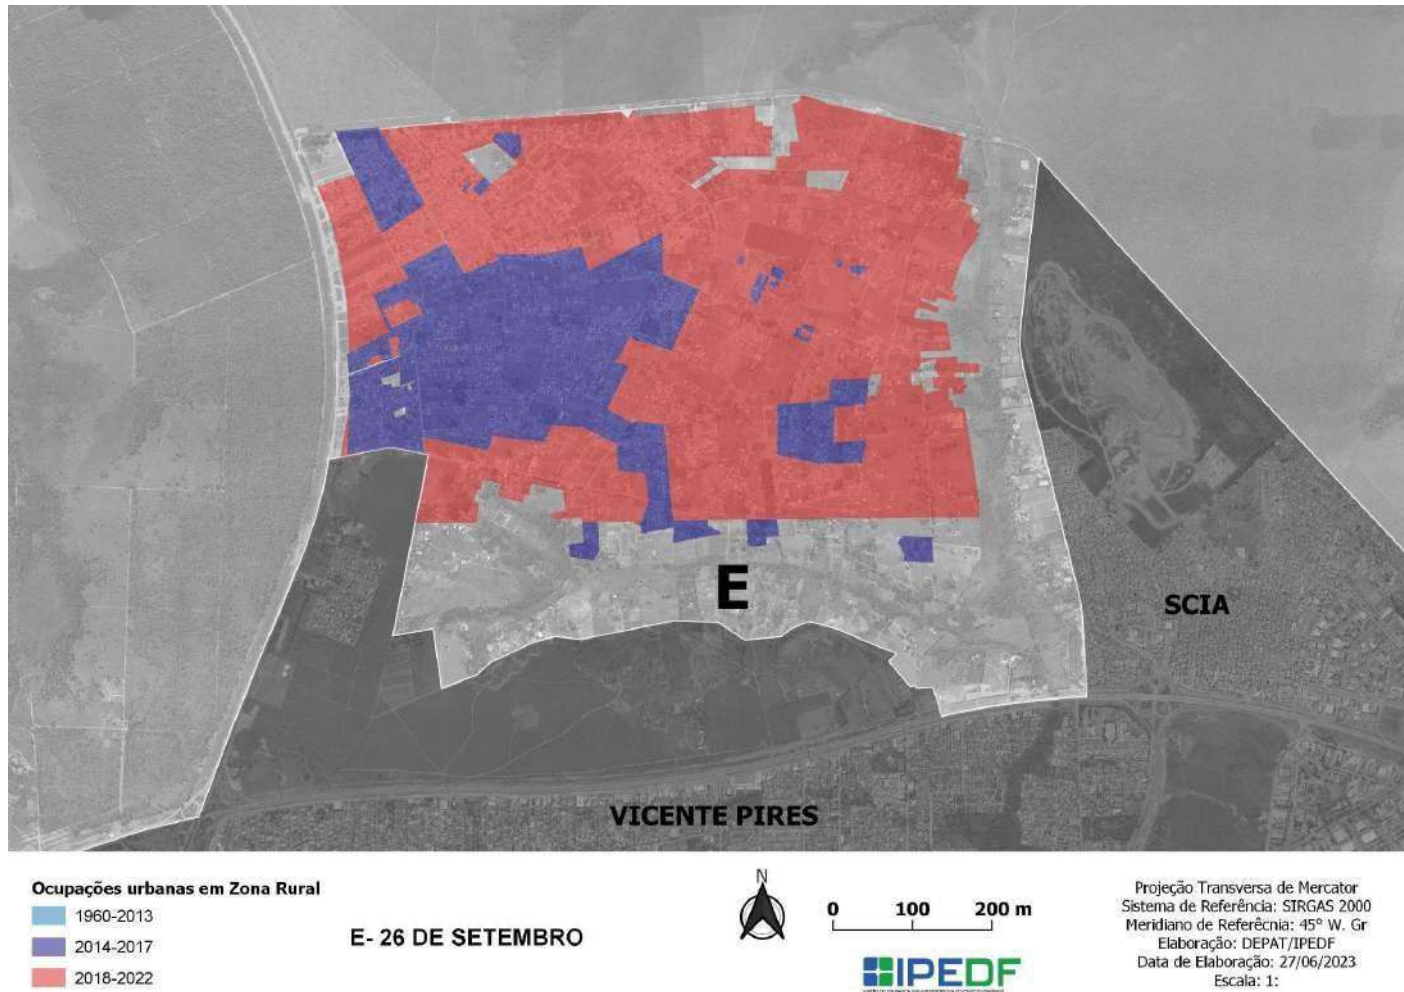 E
SCIA
VICENTE PIRES
Ocupações urbanas em Zona Rural
1960-2013
2014-2017
2018-2022
E- 26 DE SETEMBRO
N
0 100 200 m
IPEDF
Projeção Transversa de Mercator
Sistema de Referência: SIRGAS 2000
Meridiano de Referêcnia: 45° W. Gr
Elaboração: DEPAT/IPEDF
Data de Elaboração: 27/06/2023
Escala: 1: